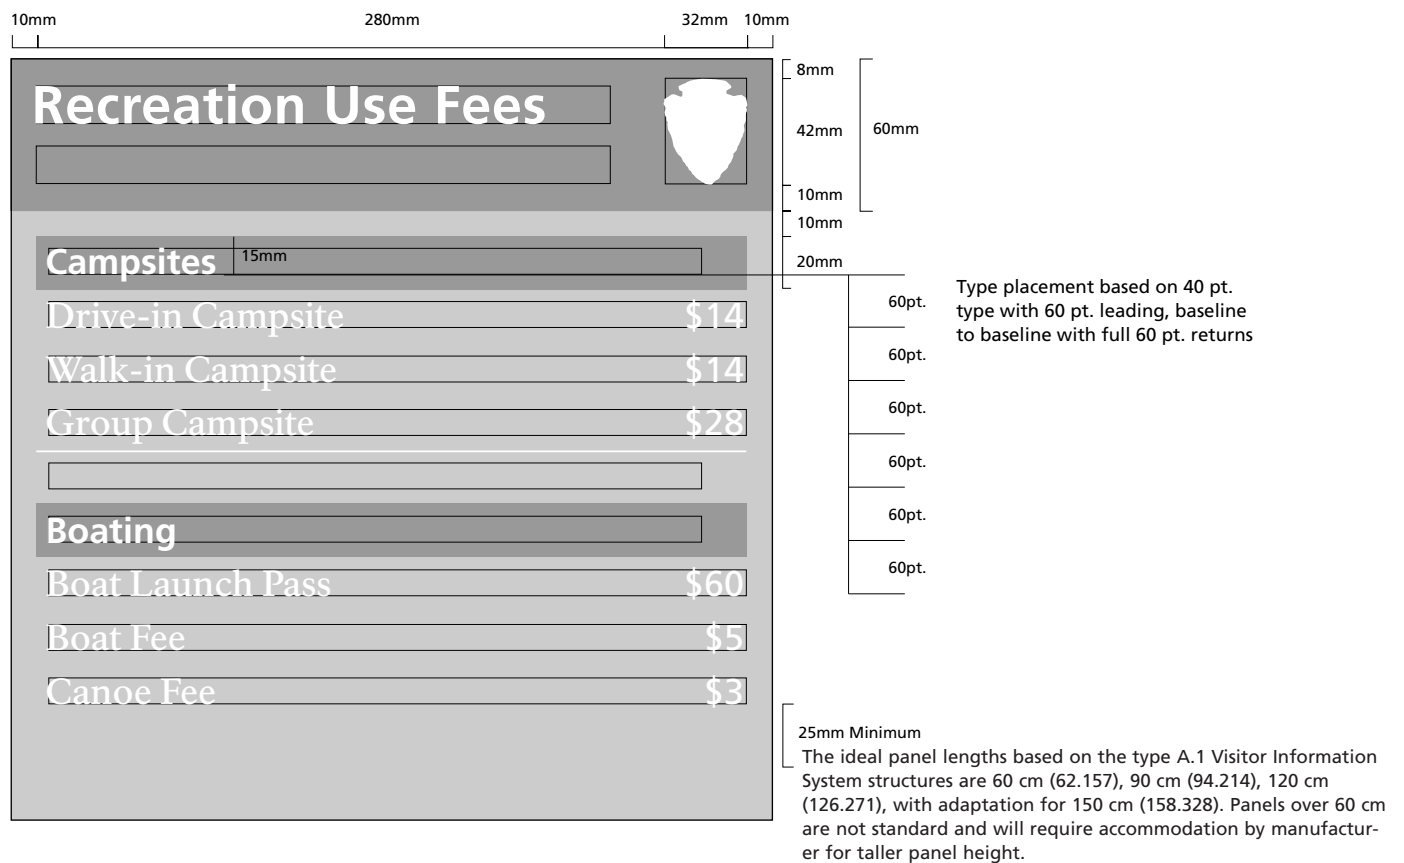 10mm 280mm 32mm 10mm
8mm
Recreation Use Fees
42mm
60mm
10mm
10mm
Campsites 15mm
20mm
Type placement based on 40 pt.
type with 60 pt. leading, baseline
to baseline with full 60 pt. returns
60pt.
Drive-in Campsite $14
60pt.
Walk-in Campsite $14
60pt.
Group Campsite $28
60pt.
60pt.
Boating
60pt.
Boat Launch Pass $60
Boat Fee $5
Canoe Fee $3
25mm Minimum
The ideal panel lengths based on the type A.1 Visitor Information
System structures are 60 cm (62.157), 90 cm (94.214), 120 cm
(126.271), with adaptation for 150 cm (158.328). Panels over 60 cm
are not standard and will require accommodation by manufactur-
er for taller panel height.